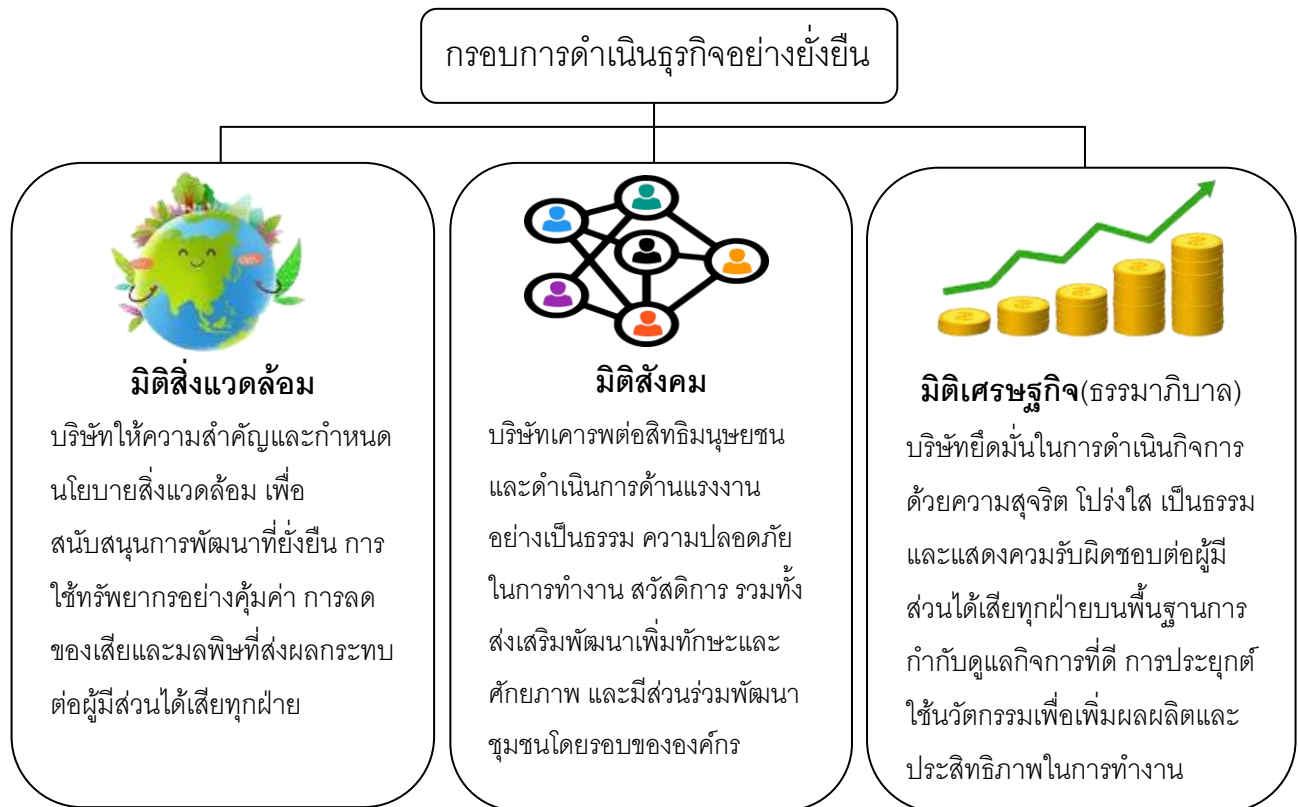 กรอบการดำเนินธุรกิจอย่างยั่งยืน
มิติสิ่งแวดล้อม
บริษัทให้ความสำคัญและกำหนด
นโยบายสิ่งแวดล้อม เพื่อ
สนับสนุนการพัฒนาที่ยั่งยืน การ
ใช้ทรัพยากรอย่างคุ้มค่า การลด
ของเสียและมลพิษที่ส่งผลกระทบ
ต่อผู้มีส่วนได้เสียทุกฝ่าย
มิติสังคม
บริษัทเคารพต่อสิทธิมนุษยชน
และดำเนินการด้านแรงงาน
อย่างเป็นธรรม ความปลอดภัย
ในการทำงาน สวัสดิการ รวมทั้ง
ส่งเสริมพัฒนาเพิ่มทักษะและ
ศักยภาพ และมีส่วนร่วมพัฒนา
ชุมชนโดยรอบขององค์กร
มิติเศรษฐกิจ(ธรรมาภิบาล)
บริษัทยึดมั่นในการดำเนินกิจการ
ด้วยความสุจริต โปร่งใส เป็นธรรม
และแสดงควมรับผิดชอบต่อผู้มี
ส่วนได้เสียทุกฝ่ายบนพื้นฐานการ
กำกับดูแลกิจการที่ดี การประยุกต์
ใช้นวัตกรรมเพื่อเพิ่มผลผลิตและ
ประสิทธิภาพในการทำงาน